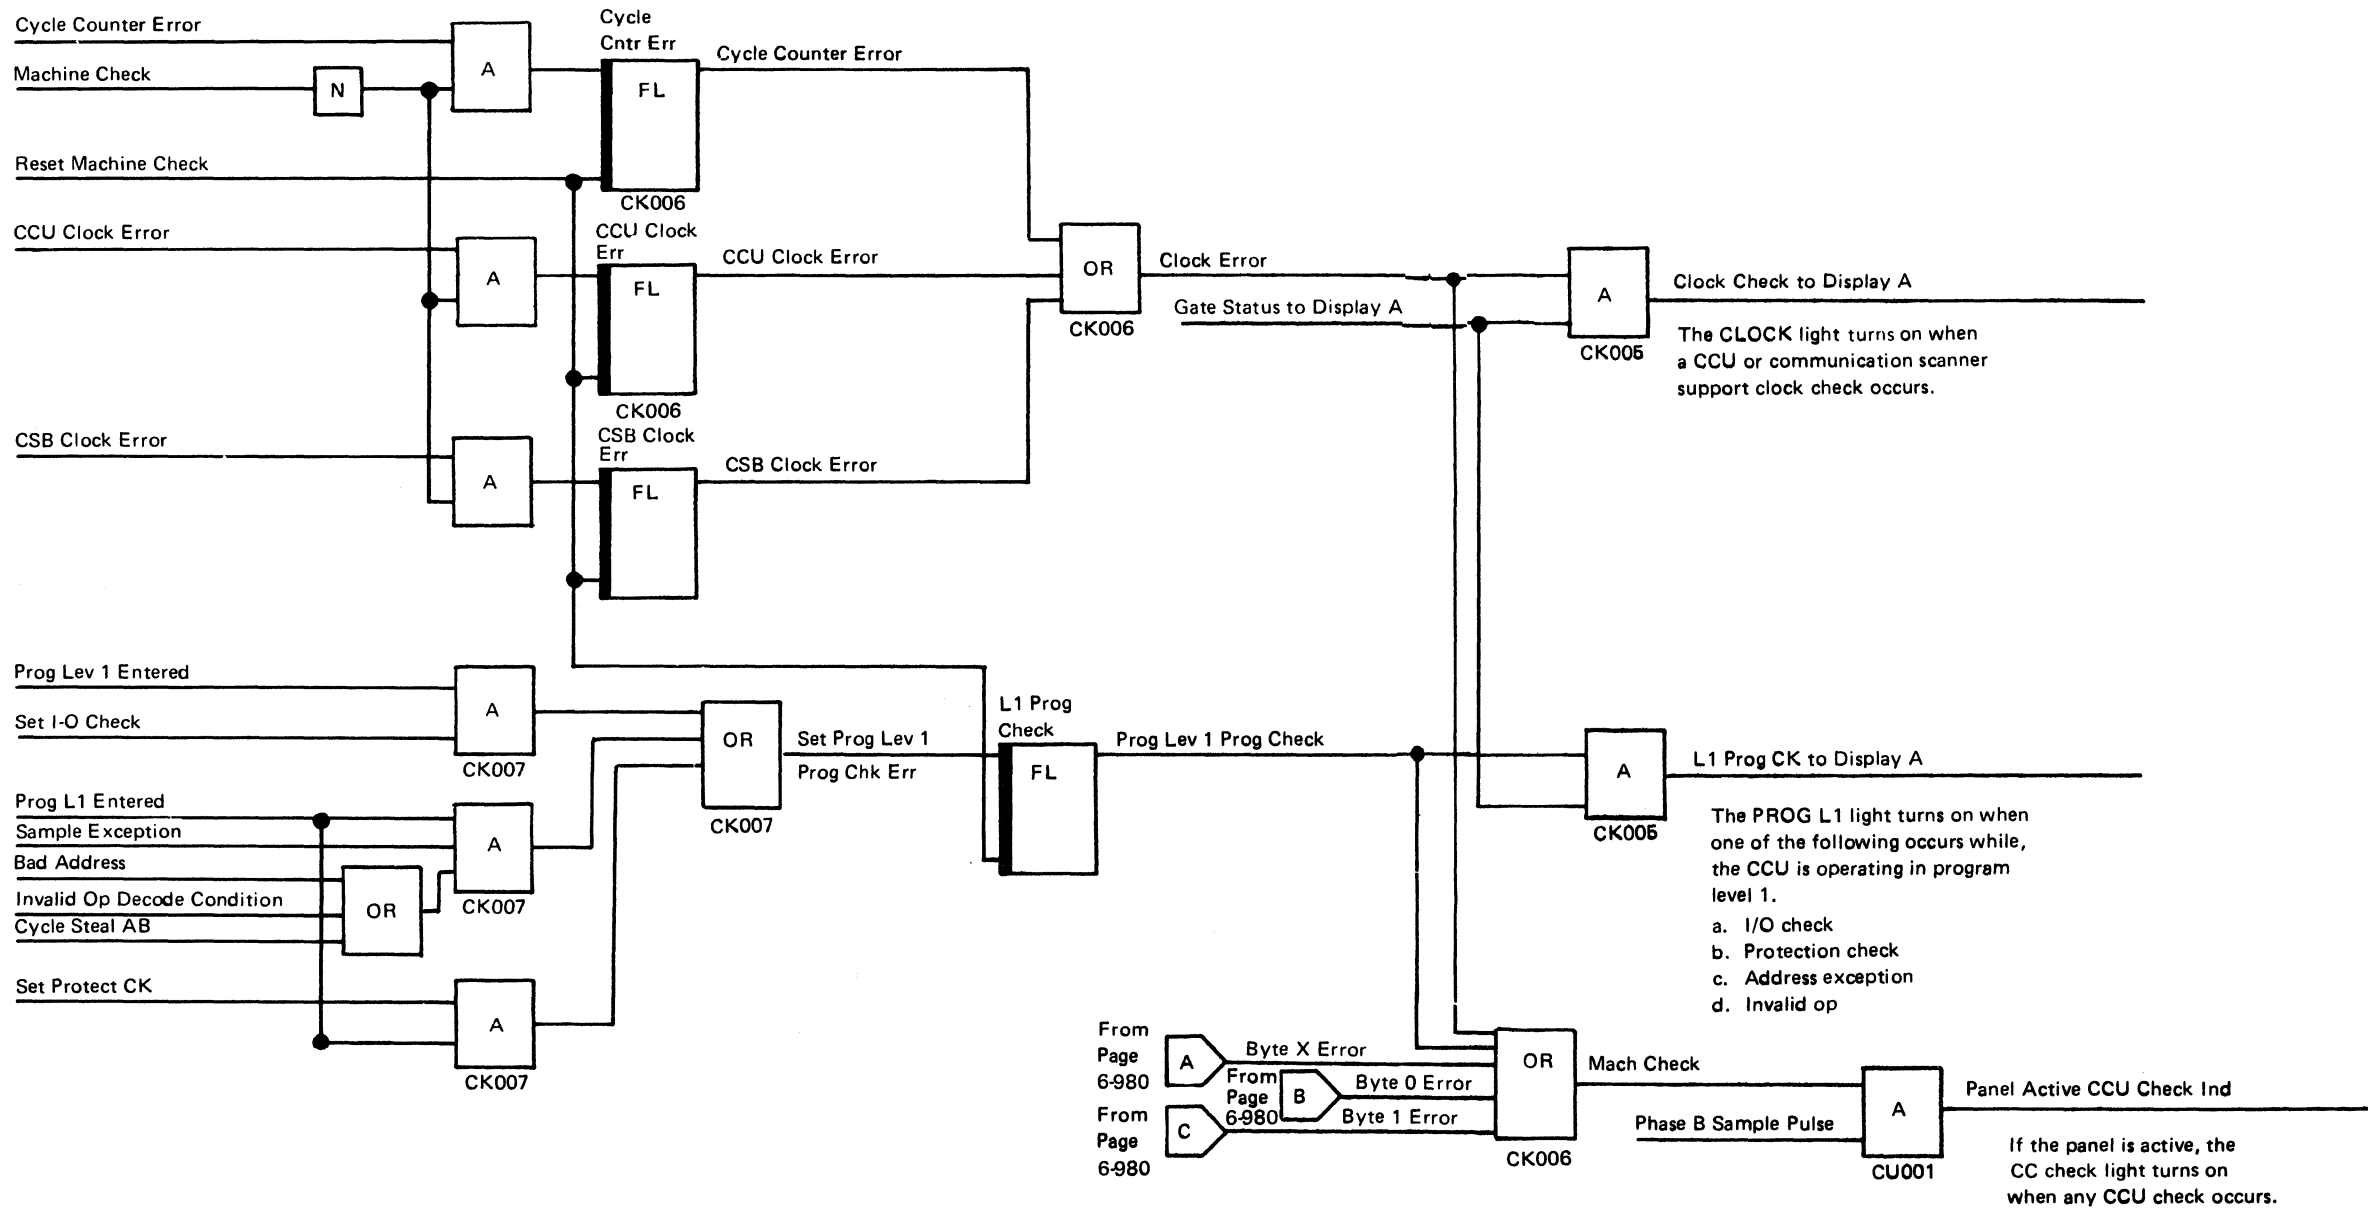 Cycle Counter Error
Machine Check
N
A
Cycle
Cntr Err
FL
CK006
Cycle Counter Error
Reset Machine Check
CCU Clock Error
A
CCU Clock
Err
FL
CK006
CCU Clock Error
CSB Clock Error
A
CSB Clock
Err
FL
CSB Clock Error
OR
CK006
Clock Error
Gate Status to Display A
A
CK005
Clock Check to Display A
The CLOCK light turns on when
a CCU or communication scanner
support clock check occurs.
Prog Lev 1 Entered
Set I-O Check
A
CK007
Prog L1 Entered
Sample Exception
Bad Address
Invalid Op Decode Condition
Cycle Steal AB
OR
A
CK007
Set Protect CK
A
CK007
OR
CK007
Set Prog Lev 1
Prog Chk Err
L1 Prog
Check
FL
Prog Lev 1 Prog Check
A
CK005
L1 Prog CK to Display A
The PROG L1 light turns on when
one of the following occurs while,
the CCU is operating in program
level 1.
a. I/O check
b. Protection check
c. Address exception
d. Invalid op
From
Page
6-980
A
Byte X Error
From
Page
6-980
B
Byte 0 Error
From
Page
6-980
C
Byte 1 Error
OR
CK006
Mach Check
Phase B Sample Pulse
A
CU001
Panel Active CCU Check Ind
If the panel is active, the
CC check light turns on
when any CCU check occurs.